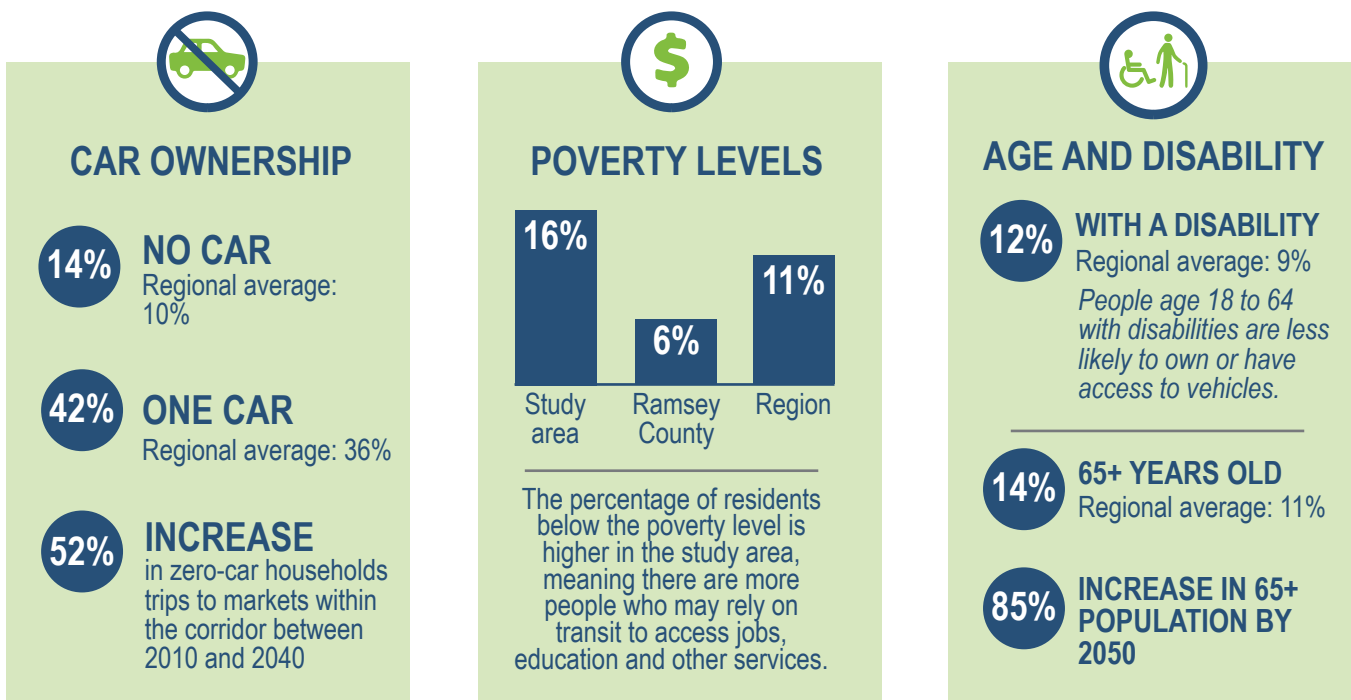 CAR OWNERSHIP
14%
NO CAR
Regional average:
10%
42%
ONE CAR
Regional average: 36%
52%
INCREASE
in zero-car households
trips to markets within
the corridor between
2010 and 2040
$
POVERTY LEVELS
16%
6%
11%
Study
area
Ramsey
County
Region
The percentage of residents
below the poverty level is
higher in the study area,
meaning there are more
people who may rely on
transit to access jobs,
education and other services.
AGE AND DISABILITY
12%
WITH A DISABILITY
Regional average: 9%
People age 18 to 64
with disabilities are less
likely to own or have
access to vehicles.
14%
65+ YEARS OLD
Regional average: 11%
85%
INCREASE IN 65+
POPULATION BY
2050